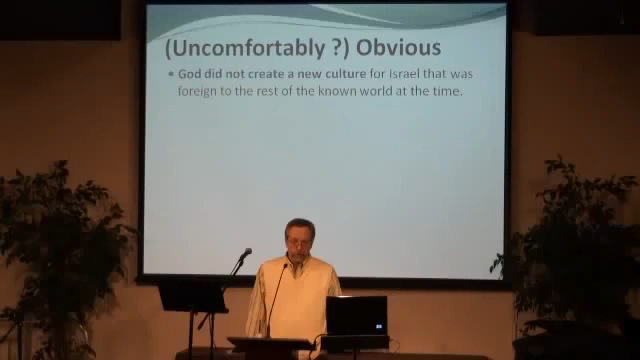 (Uncomfortably ?) Obvious
• God did not create a new culture for Israel that was
foreign to the rest of the known world at the time.